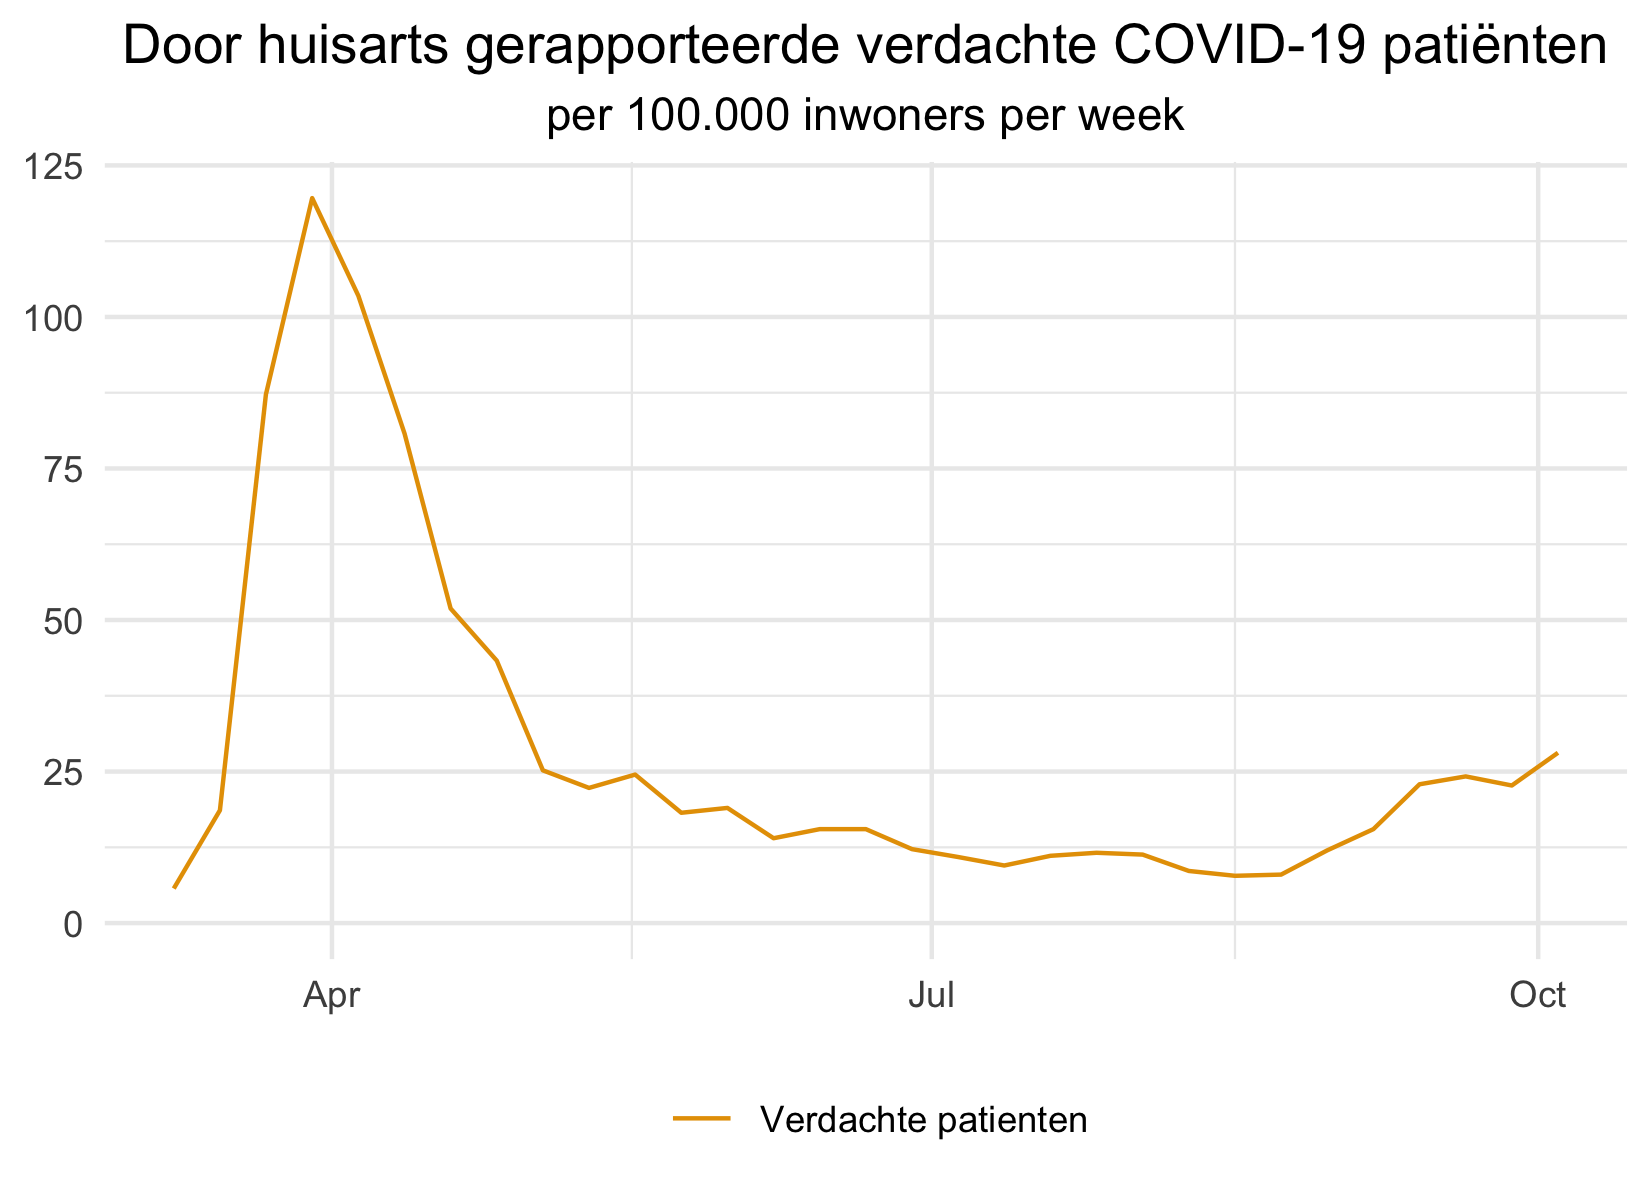 Door huisarts gerapporteerde verdachte COVID-19 patiënten
per 100.000 inwoners per week
125
100
75
50
25
0
Apr Jul Oct
Verdachte patienten